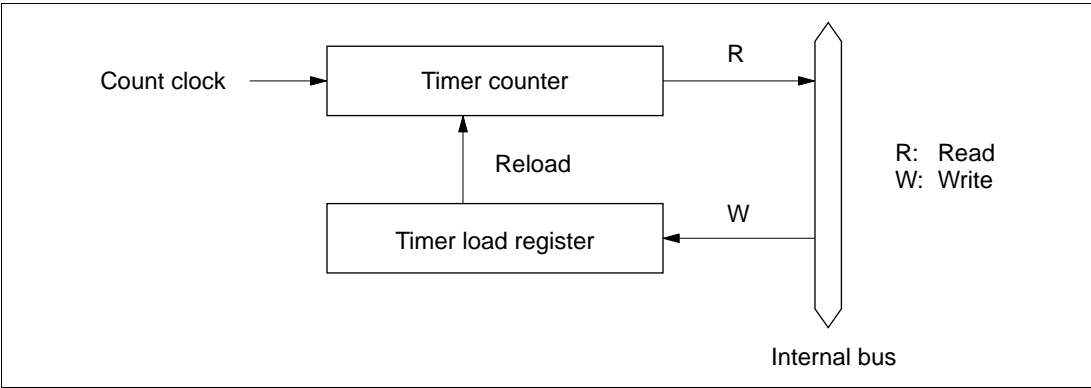 R
Count clock
Timer counter
Reload
R: Read
W: Write
W
Timer load register
Internal bus